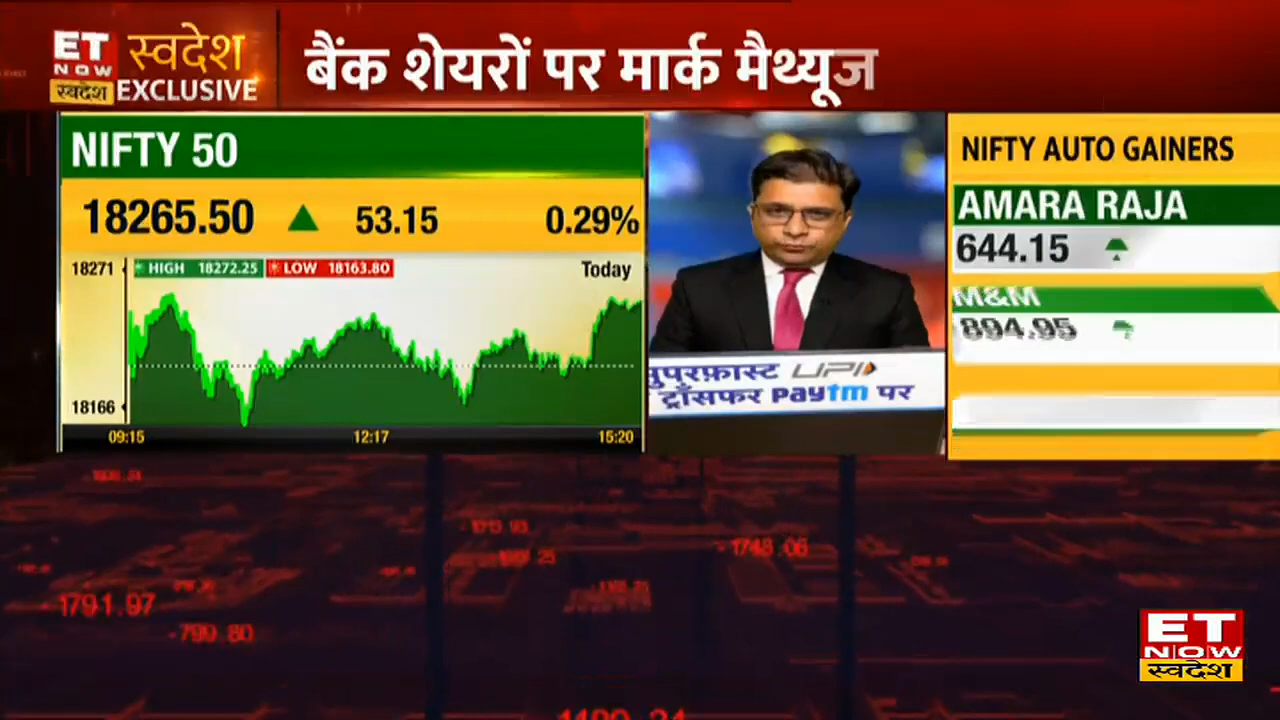 ET
NOW
स्वदेश
स्वदेश
EXCLUSIVE
बैंक शेयरों पर मार्क मैथ्यूज
NIFTY 50
18265.50 ▲ 53.15 0.29%
18271
HIGH 18272.25 LOW 18163.80
Today
18166
09:15 12:17 15:20
सुपरफ़ास्ट UPI
ट्राँसफर paytm पर
NIFTY AUTO GAINERS
AMARA RAJA
644.15
M&M
894.95
-1748.06
-1791.97
-799.80
ET
NOW
स्वदेश